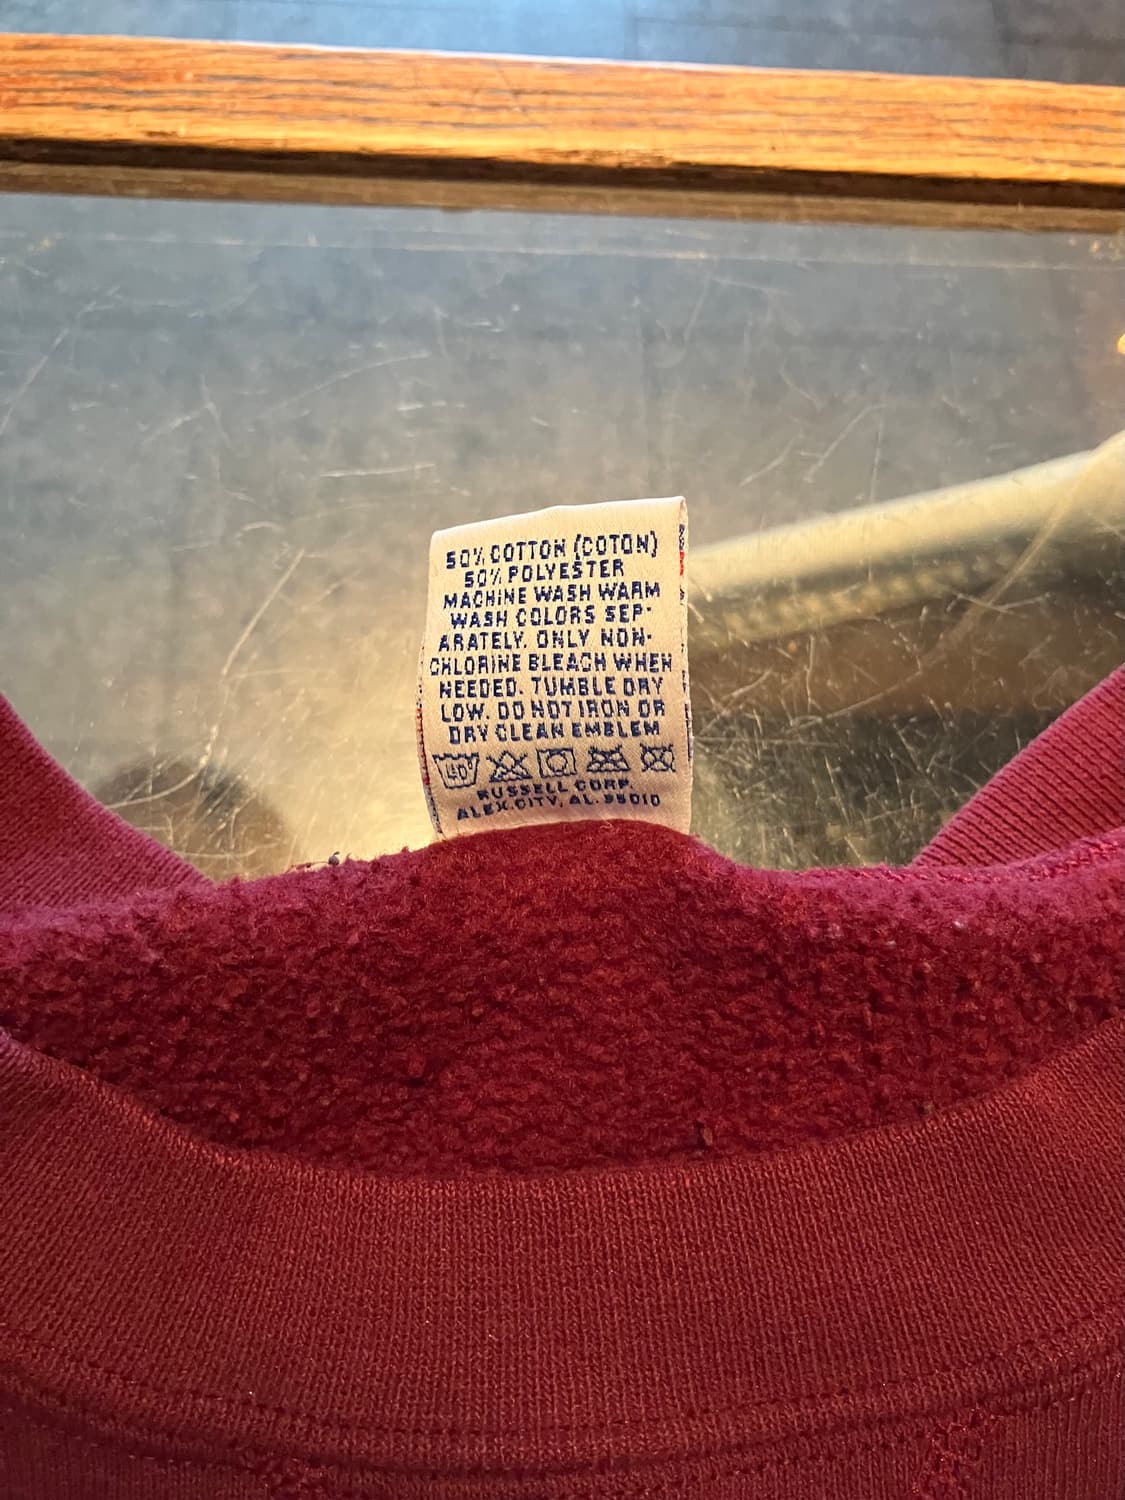 50% COTTON (COTON)
50% POLYESTER
MACHINE WASH WARM
WASH COLORS SEP-
ARATELY. ONLY NON-
CHLORINE BLEACH WHEN
NEEDED. TUMBLE DRY
LOW. DO NOT IRON OR
DRY CLEAN EMBLEM
40°
RUSSELL CORP.
ALEX.CITY, AL. 35010